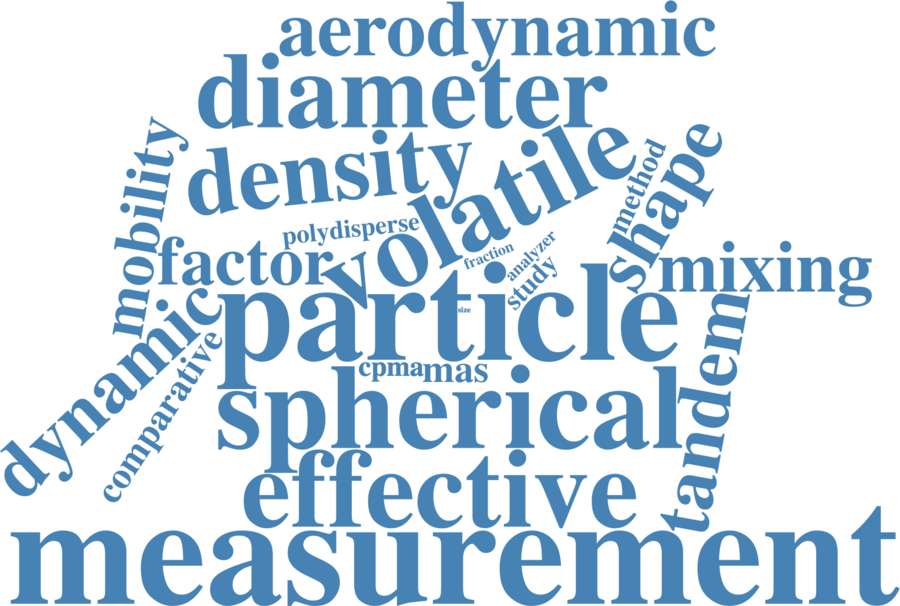 aerodynamic
diameter
density
volatile
method
shape
mobility
polydisperse
factor
fraction
analyzer
study
mixing
particle
size
dynamic
comparative
cpma
mas
spherical
tandem
effective
measurement